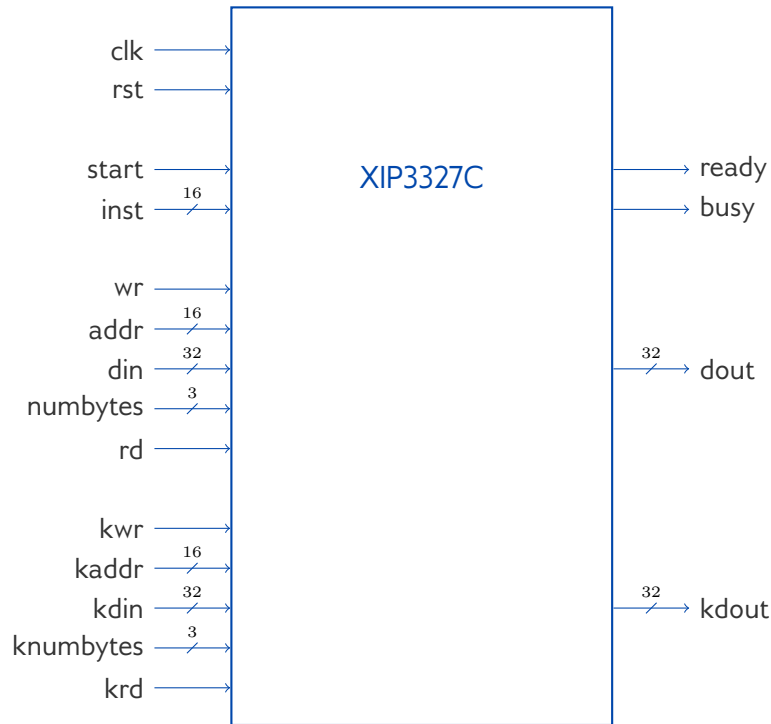 clk
rst
start
XIP3327C
ready
16
inst
busy
wr
16
addr
32
din
32
dout
3
numbytes
rd
kwr
16
kaddr
32
kdin
32
kdout
3
knumbytes
krd